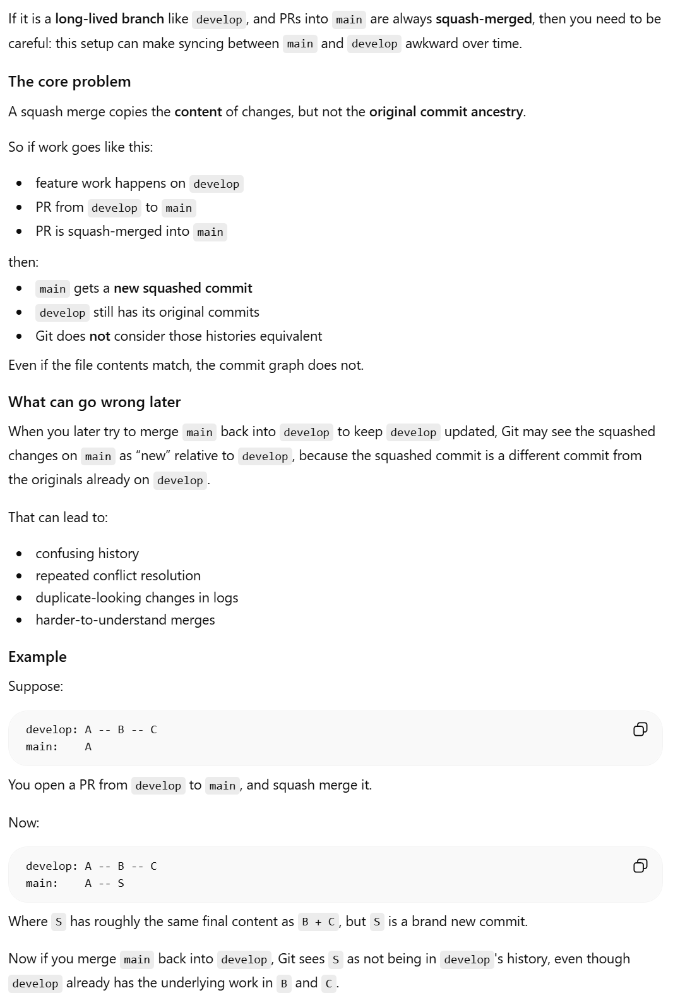 If it is a long-lived branch like develop, and PRs into main are always squash-merged, then you need to be
careful: this setup can make syncing between main and develop awkward over time.
The core problem
A squash merge copies the content of changes, but not the original commit ancestry.
So if work goes like this:
• feature work happens on develop
• PR from develop to main
• PR is squash-merged into main
then:
• main gets a new squashed commit
• develop still has its original commits
• Git does not consider those histories equivalent
Even if the file contents match, the commit graph does not.
What can go wrong later
When you later try to merge main back into develop to keep develop updated, Git may see the squashed
changes on main as “new” relative to develop, because the squashed commit is a different commit from
the originals already on develop.
That can lead to:
• confusing history
• repeated conflict resolution
• duplicate-looking changes in logs
• harder-to-understand merges
Example
Suppose:
develop: A -- B -- C
main:    A
You open a PR from develop to main, and squash merge it.
Now:
develop: A -- B -- C
main:    A -- S
Where S has roughly the same final content as B + C, but S is a brand new commit.
Now if you merge main back into develop, Git sees S as not being in develop's history, even though
develop already has the underlying work in B and C.